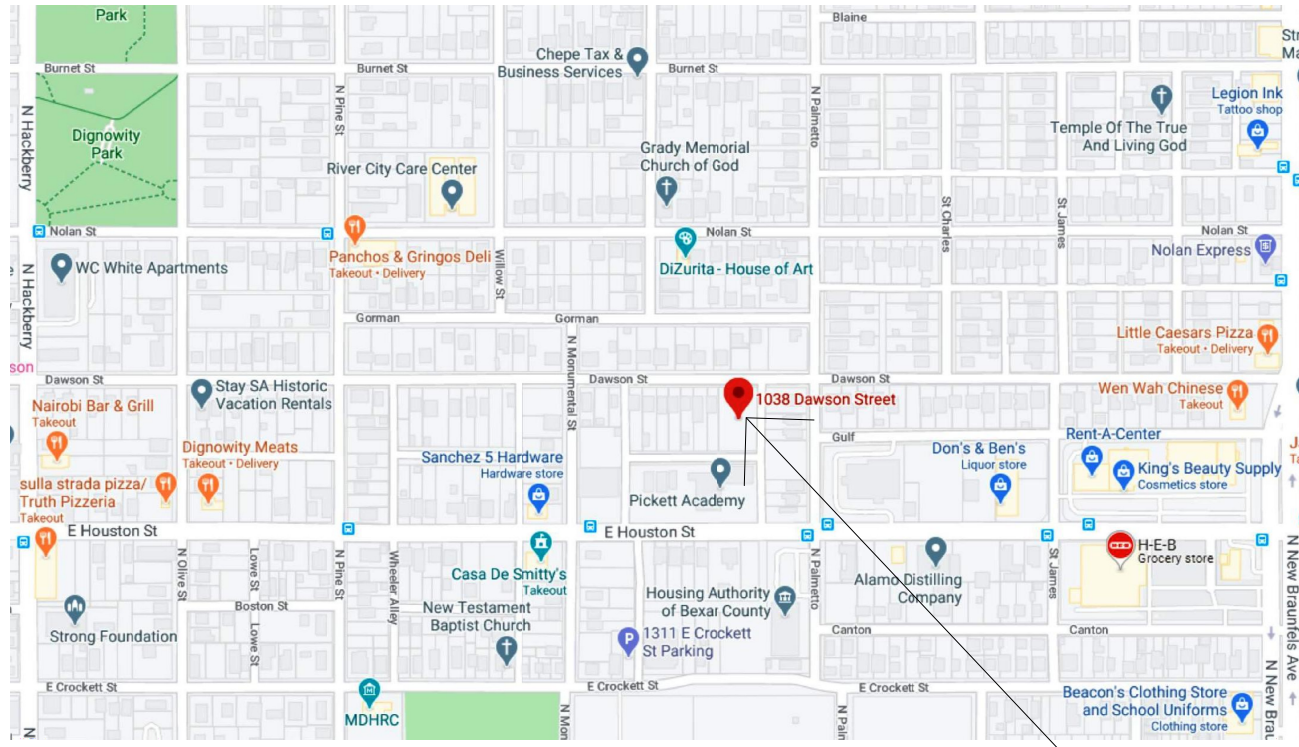 Park
Blaine
Str
Ma
Burnet St
Burnet St
Chepe Tax &
Business Services
Burnet St
N Hackberry
N Pine St
N Palmetto
Legion Ink
Tattoo shop
Dignowity
Park
Temple Of The True
And Living God
Grady Memorial
Church of God
River City Care Center
St Charles
St James
Nolan St
Nolan St
Nolan St
Panchos & Gringos Deli
Takeout • Delivery
Willow St
DiZurita - House of Art
Nolan Express
WC White Apartments
N Hackberry
Gorman
Gorman
N Monumental St
Little Caesars Pizza
Takeout • Delivery
son
Dawson St
Dawson St
Dawson St
Stay SA Historic
Vacation Rentals
1038 Dawson Street
Wen Wah Chinese
Takeout
Nairobi Bar & Grill
Takeout
Gulf
Rent-A-Center
Dignowity Meats
Takeout • Delivery
Sanchez 5 Hardware
Hardware store
Don's & Ben's
Liquor store
King's Beauty Supply
Cosmetics store
J
Ta
sulla strada pizza/
Truth Pizzeria
Takeout
Pickett Academy
E Houston St
E Houston St
N Olive St
Lowe St
N Pine St
Wheeler Alley
Casa De Smitty's
Takeout
N Palmetto
Alamo Distilling
Company
St James
H-E-B
Grocery store
N New Braunfels Ave
Housing Authority
of Bexar County
Boston St
New Testament
Baptist Church
Strong Foundation
Lowe St
1311 E Crockett
St Parking
P
Canton
Canton
E Crockett St
E Crockett St
E Crockett St
MDHRC
N
N Mon
N Palm
Beacon's Clothing Store
and School Uniforms
Clothing store
N New Brau